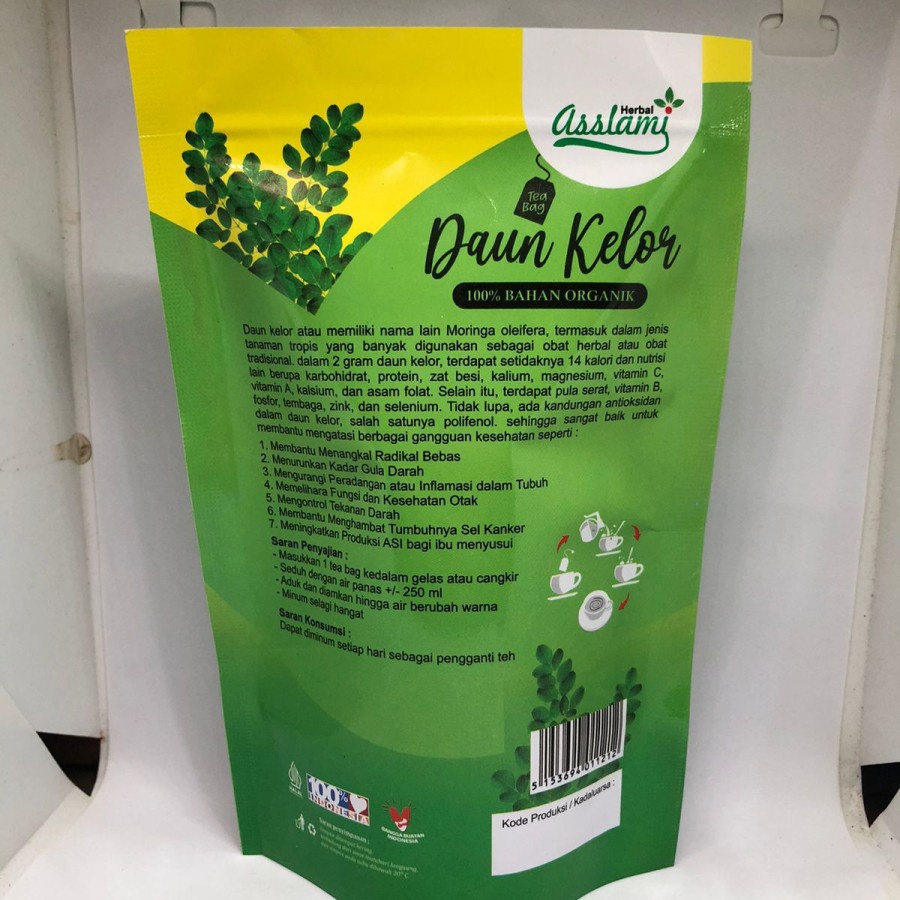 Herbal
asslami
Tea
Bag
Daun Kelor
100% BAHAN ORGANIK
Daun kelor atau memiliki nama lain Moringa oleifera, termasuk dalam jenis
tanaman tropis yang banyak digunakan sebagai obat herbal atau obat
tradisional. dalam 2 gram daun kelor, terdapat setidaknya 14 kalori dan nutrisi
lain berupa karbohidrat, protein, zat besi, kalium, magnesium, vitamin C,
vitamin A, kalsium, dan asam folat. Selain itu, terdapat pula serat, vitamin B,
fosfor, tembaga, zink, dan selenium. Tidak lupa, ada kandungan antioksidan
dalam daun kelor, salah satunya polifenol. sehingga sangat baik untuk
membantu mengatasi berbagai gangguan kesehatan seperti :
1. Membantu Menangkal Radikal Bebas
2. Menurunkan Kadar Gula Darah
3. Mengurangi Peradangan atau Inflamasi dalam Tubuh
4. Memelihara Fungsi dan Kesehatan Otak
5. Mengontrol Tekanan Darah
6. Membantu Menghambat Tumbuhnya Sel Kanker
7. Meningkatkan Produksi ASI bagi ibu menyusui
Saran Penyajian :
- Masukkan 1 tea bag kedalam gelas atau cangkir
- Seduh dengan air panas +/- 250 ml
- Aduk dan diamkan hingga air berubah warna
- Minum selagi hangat
Saran Konsumsi :
Dapat diminum setiap hari sebagai pengganti teh
5 153694 011212
Kode Produksi / Kadaluarsa :
100%
INDONESIA
BANGGA BUATAN
INDONESIA
Saran penyimpanan :